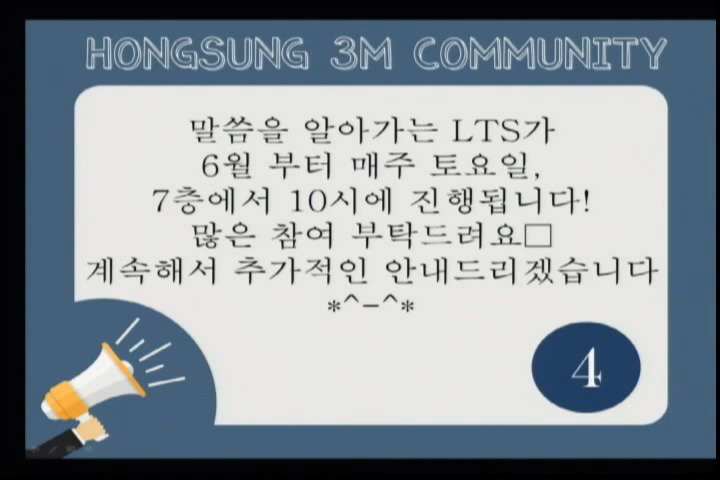 HONGSUNG 3M COMMUNITY
말씀을 알아가는 LTS가
6월 부터 매주 토요일,
7층에서 10시에 진행됩니다!
많은 참여 부탁드려요□
계속해서 추가적인 안내드리겠습니다
*^-^*
4